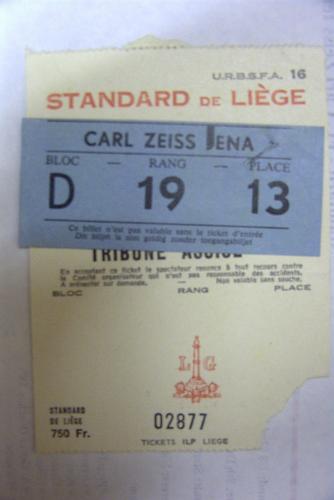 U.R.B.S.F.A. 16
STANDARD DE LIÈGE
CARL ZEISS JENA
BLOC — RANG — PLACE
D 19 13
Ce billet n'est pas valable sans le ticket d'entrée
Dit biljet is niet geldig zonder toegangsbiljet
TRIBUNE ASSISE
En acceptant ce ticket le spectateur renonce à tout recours contre
le Comité organisateur qui n'est pas responsable des accidents.
A présenter sur demande. — Non valable sans souche.
BLOC RANG PLACE
L G
STANDARD
DE LIÈGE
750 Fr.
02877
TICKETS ILP LIEGE